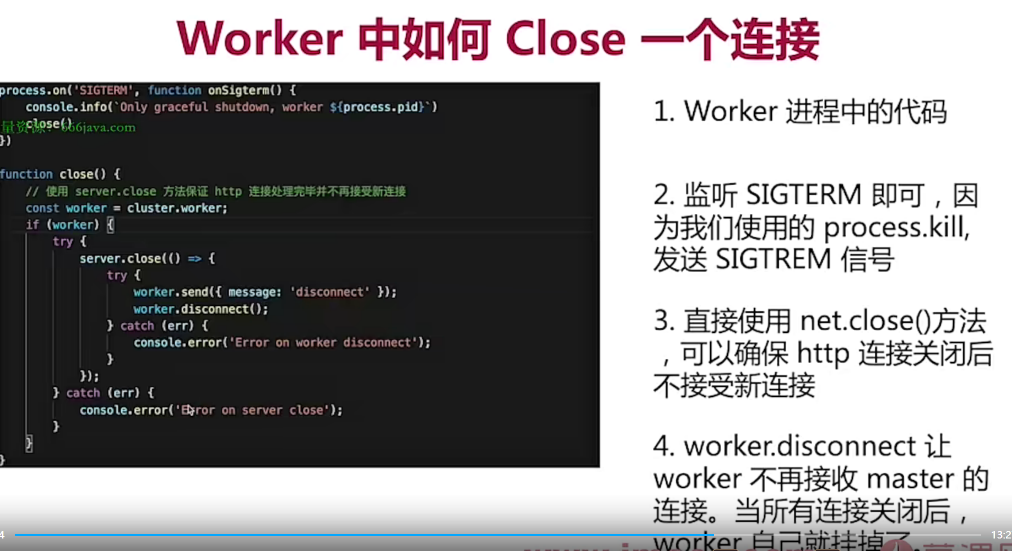 Worker 中如何 Close 一个连接
process.on('SIGTERM', function onSigterm() {
console.info(`Only graceful shutdown, worker ${process.pid}`)
close()
量资源：666java.com
})
function close() {
// 使用 server.close 方法保证 http 连接处理完毕并不再接受新连接
const worker = cluster.worker;
if (worker) {
try {
server.close(() => {
try {
worker.send({ message: 'disconnect' });
worker.disconnect();
} catch (err) {
console.error('Error on worker disconnect');
}
});
} catch (err) {
console.error('Error on server close');
}
}
}
1. Worker 进程中的代码
2. 监听 SIGTERM 即可，因
为我们使用的 process.kill,
发送 SIGTREM 信号
3. 直接使用 net.close()方法
，可以确保 http 连接关闭后
不接受新连接
4. worker.disconnect 让
worker 不再接收 master 的
连接。当所有连接关闭后，
worker 自己就挂掉了.